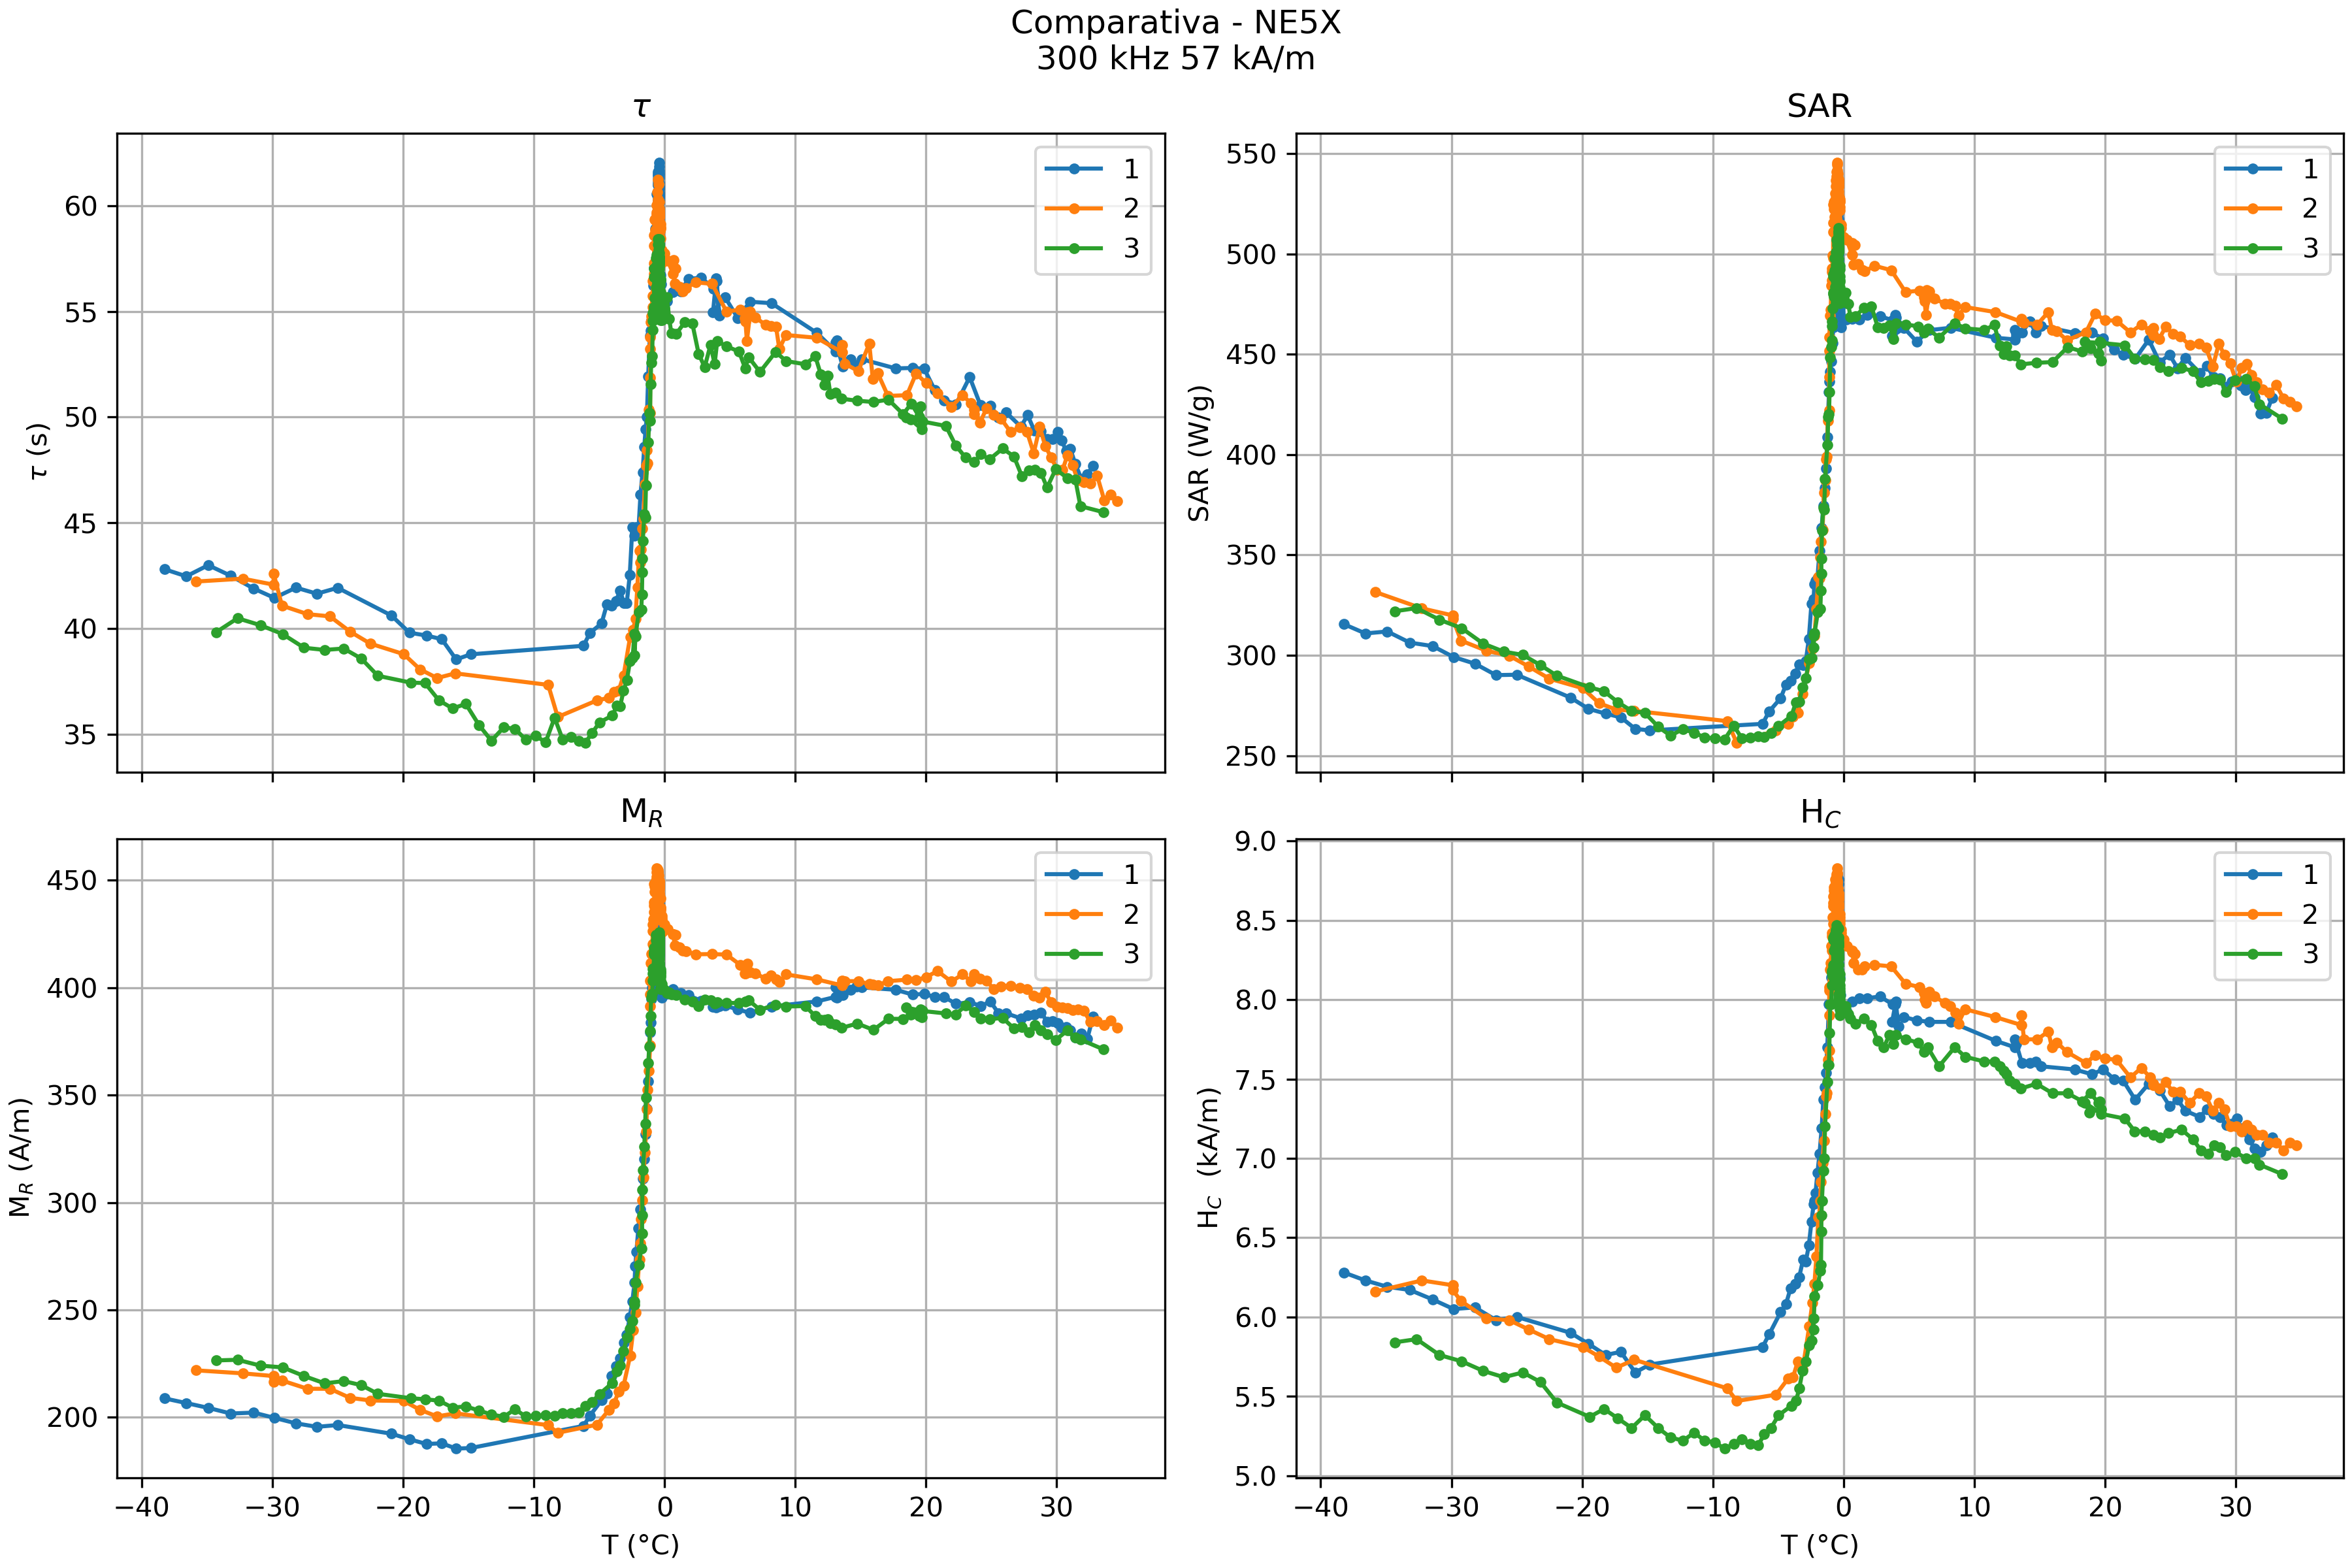 Comparativa - NE5X
300 kHz 57 kA/m
τ
τ (s)
60
55
50
45
40
35
1
2
3
SAR
SAR (W/g)
550
500
450
400
350
300
250
1
2
3
M_R
M_R (A/m)
450
400
350
300
250
200
1
2
3
−40 −30 −20 −10 0 10 20 30
T (°C)
H_C
H_C (kA/m)
9.0
8.5
8.0
7.5
7.0
6.5
6.0
5.5
5.0
1
2
3
−40 −30 −20 −10 0 10 20 30
T (°C)